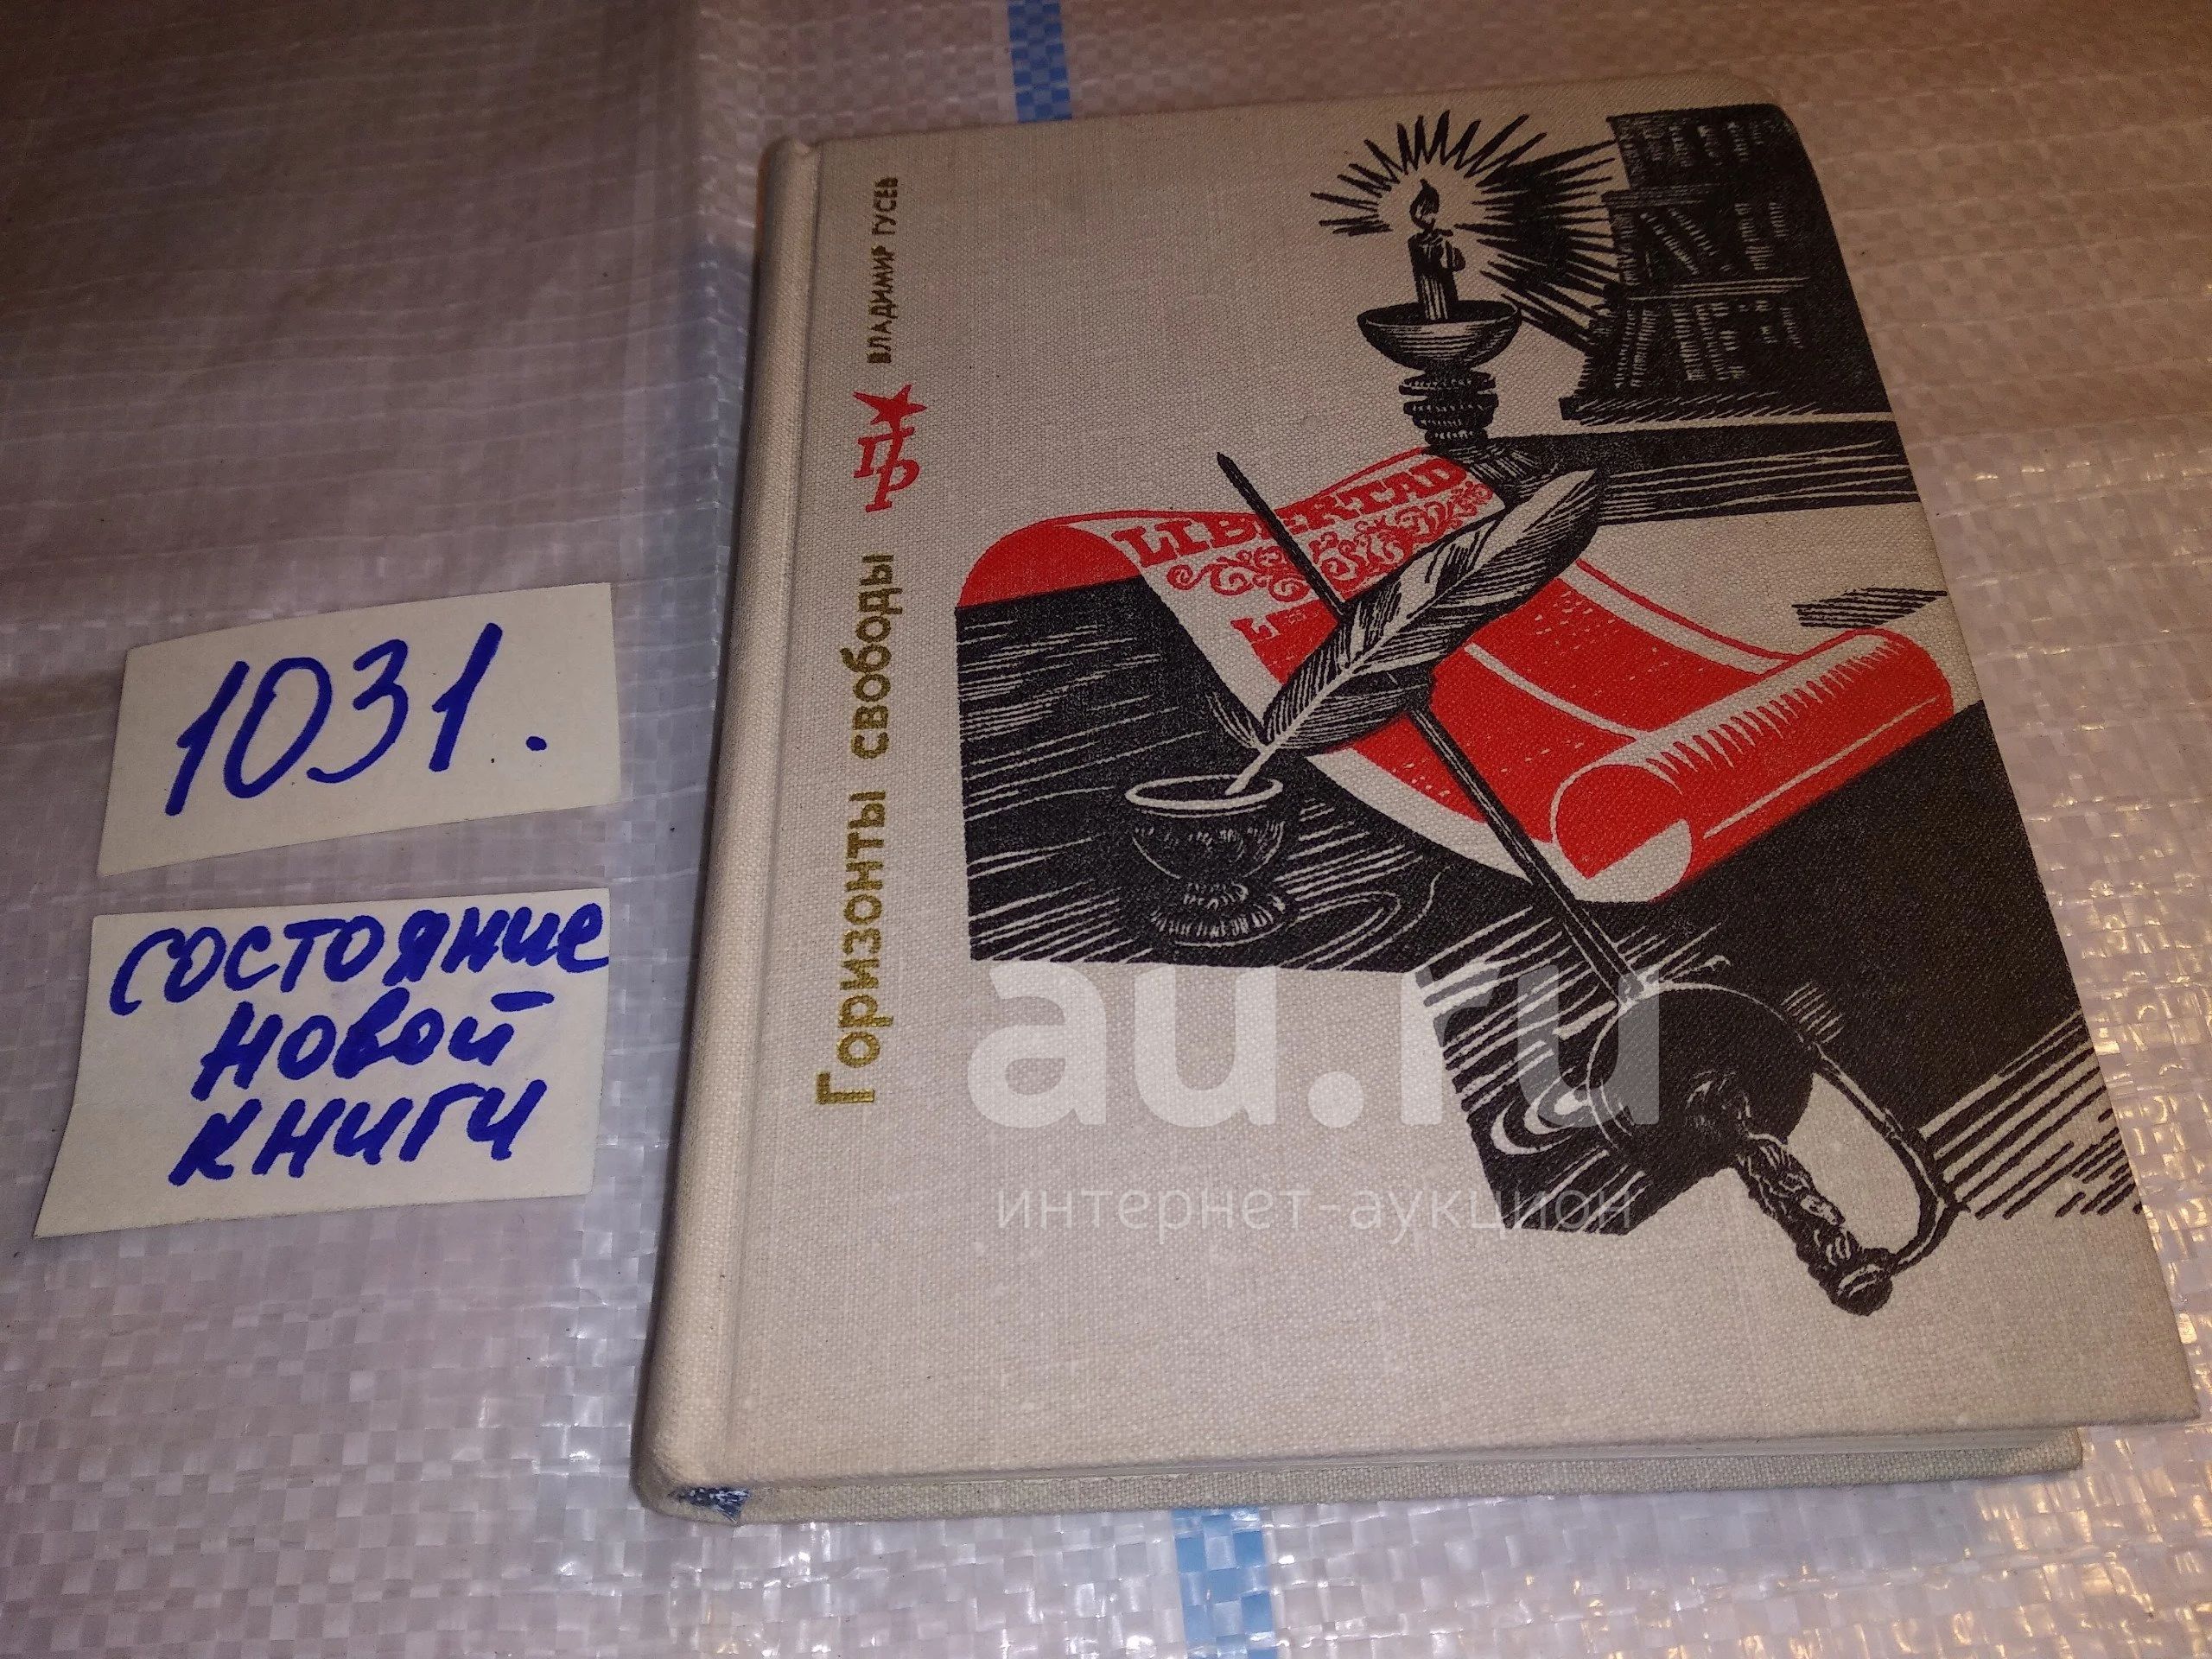 1031.
состояние
новой
книги
Горизонты свободы
ПР
ВЛАДИМИР ГУСЕВ
LIBERTAD
au.ru
интернет-аукцион